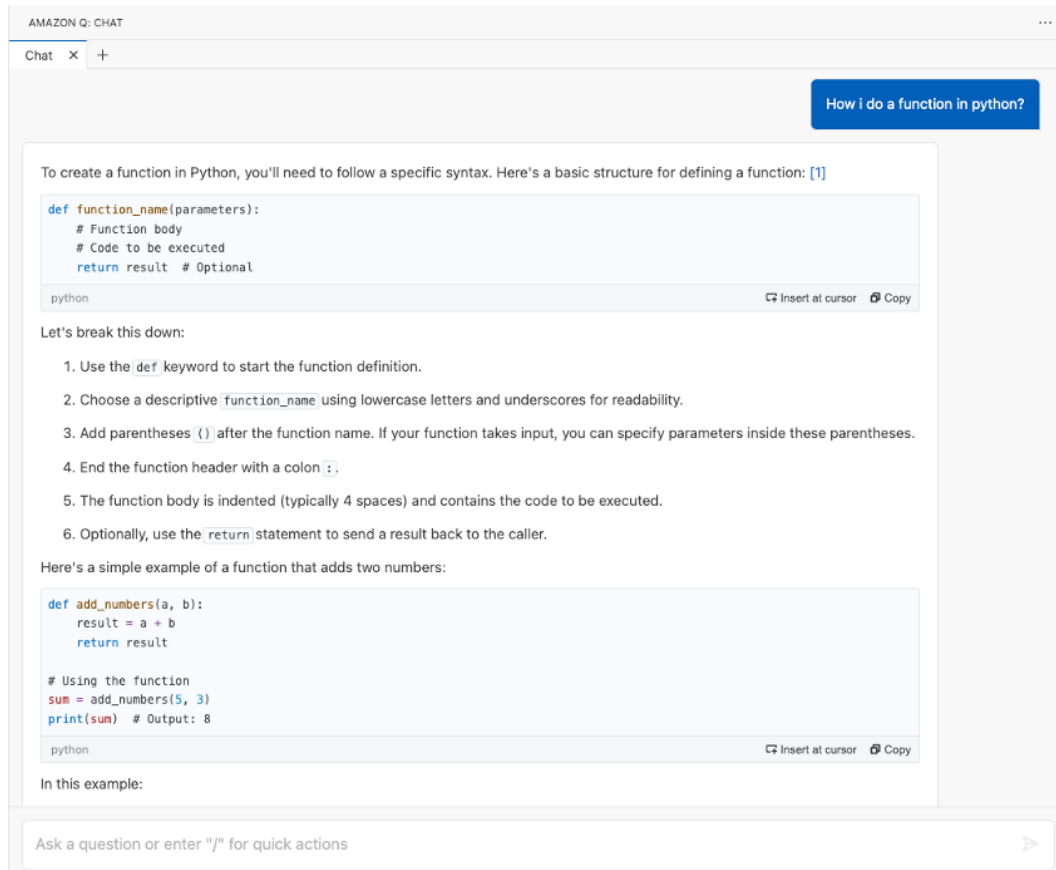 AMAZON Q: CHAT
Chat
How i do a function in python?
To create a function in Python, you'll need to follow a specific syntax. Here's a basic structure for defining a function: [1]
def function_name(parameters):
    # Function body
    # Code to be executed
    return result  # Optional
python Insert at cursor Copy
Let's break this down:
1. Use the def keyword to start the function definition.
2. Choose a descriptive function_name using lowercase letters and underscores for readability.
3. Add parentheses () after the function name. If your function takes input, you can specify parameters inside these parentheses.
4. End the function header with a colon :.
5. The function body is indented (typically 4 spaces) and contains the code to be executed.
6. Optionally, use the return statement to send a result back to the caller.
Here's a simple example of a function that adds two numbers:
def add_numbers(a, b):
    result = a + b
    return result
# Using the function
sum = add_numbers(5, 3)
print(sum)  # Output: 8
python Insert at cursor Copy
In this example:
Ask a question or enter "/" for quick actions